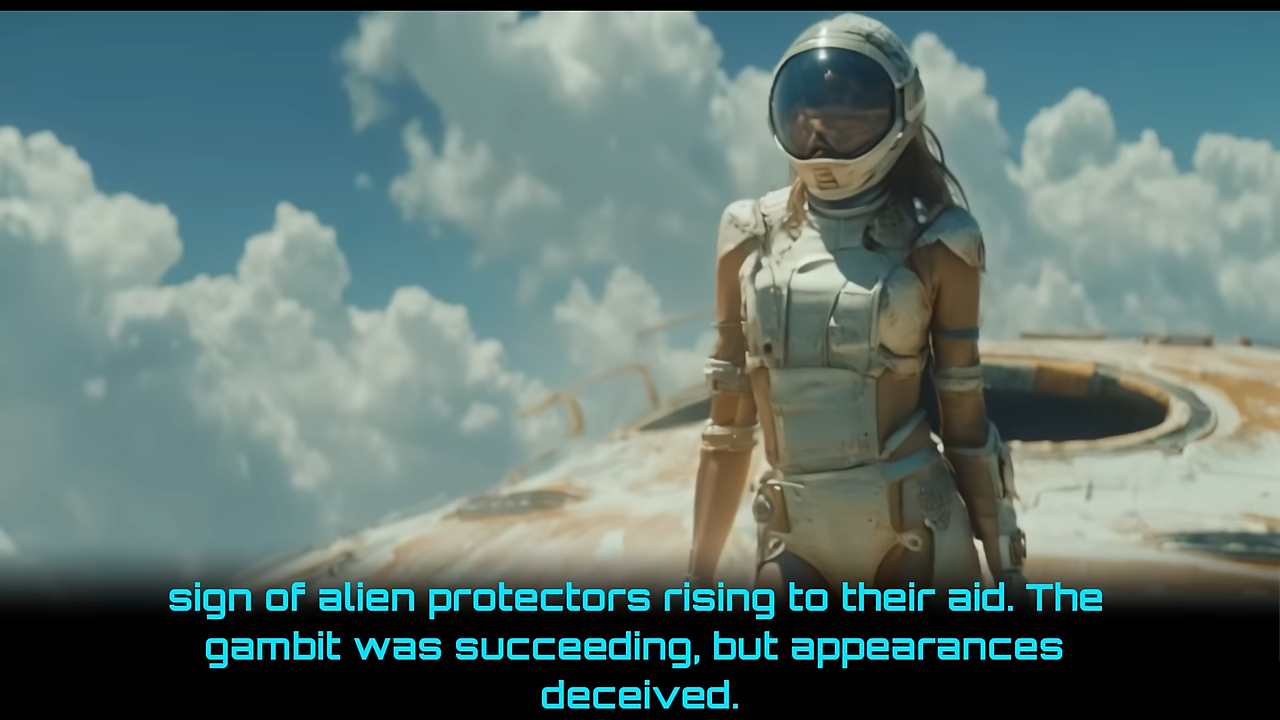 sign of alien protectors rising to their aid. The
gambit was succeeding, but appearances
deceived.